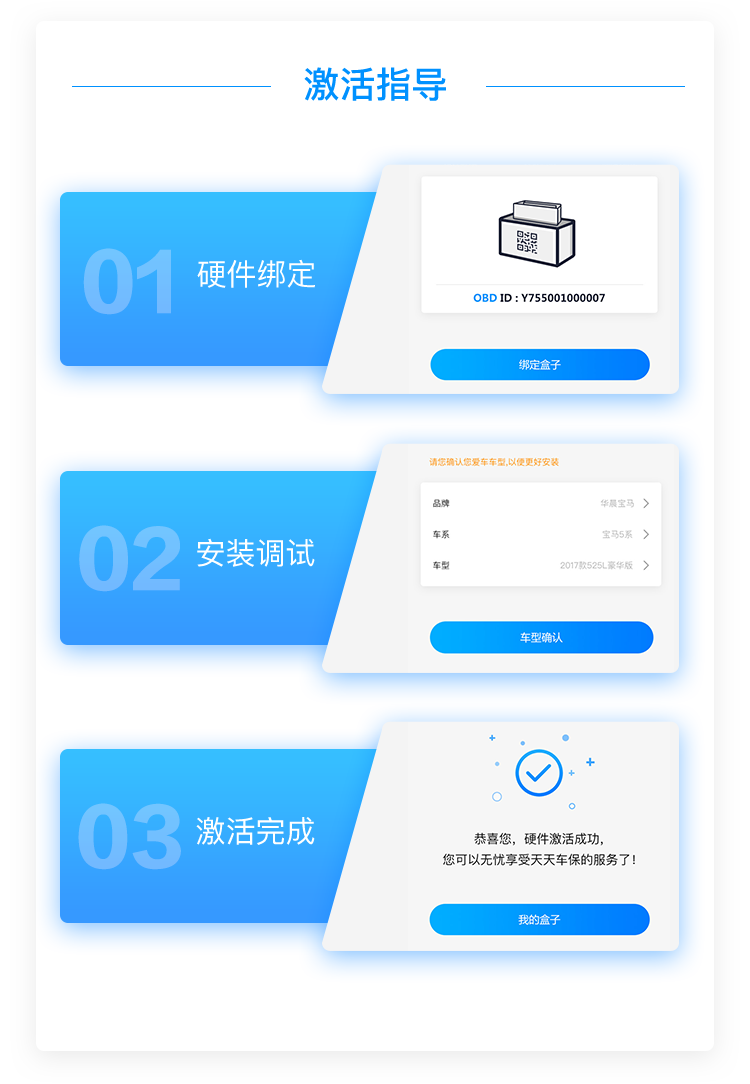 激活指导
01
硬件绑定
OBD ID : Y755001000007
绑定盒子
02
安装调试
请您确认您爱车车型,以便更好安装
品牌
华晨宝马
车系
宝马5系
车型
2017款525L豪华版
车型确认
03
激活完成
恭喜您，硬件激活成功，
您可以无忧享受天天车保的服务了!
我的盒子